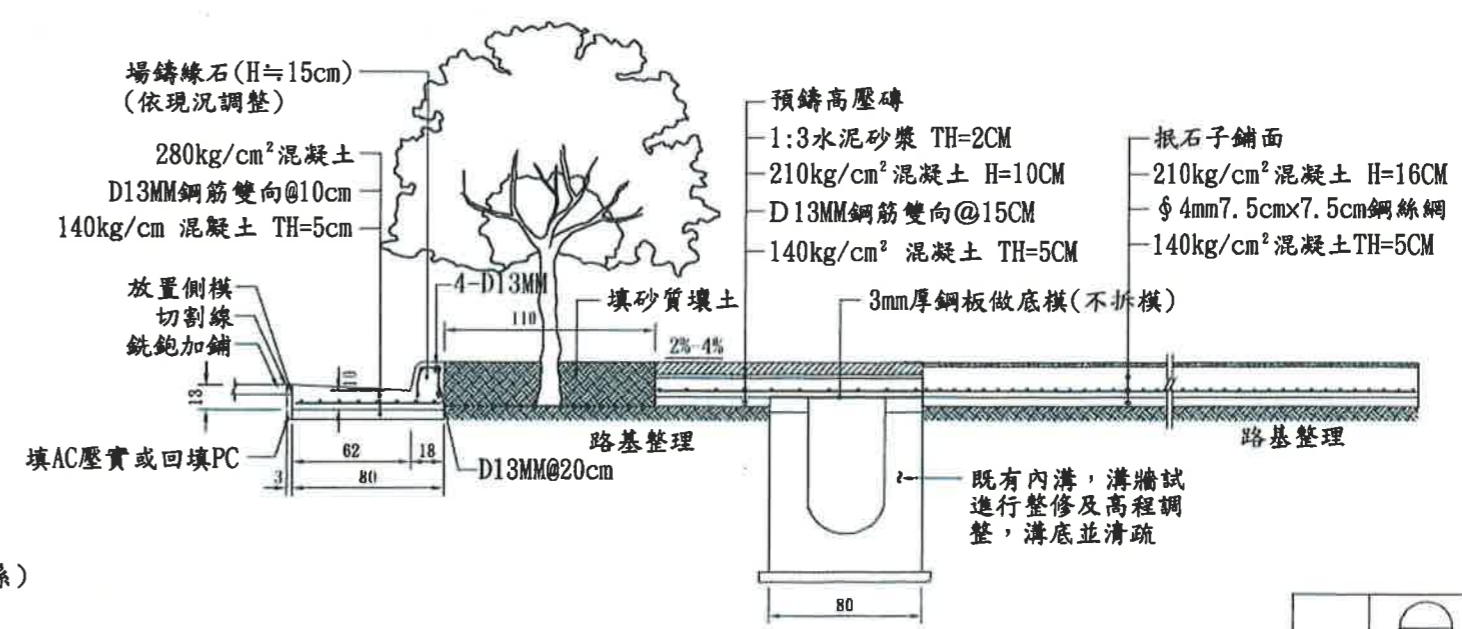 場鑄緣石(H≒15cm)
(依現況調整)
280kg/cm²混凝土
D13MM鋼筋雙向@10cm
140kg/cm 混凝土 TH=5cm
放置側模
切割線
銑鉋加鋪
填AC壓實或回填PC
13
10
62
18
3
80
D13MM@20cm
4-D13MM
110
填砂質壤土
2%-4%
預鑄高壓磚
1:3水泥砂漿 TH=2CM
210kg/cm²混凝土 H=10CM
D13MM鋼筋雙向@15CM
140kg/cm² 混凝土 TH=5CM
3mm厚鋼板做底模(不拆模)
抿石子鋪面
210kg/cm²混凝土 H=16CM
∮4mm7.5cm×7.5cm鋼絲網
140kg/cm²混凝土TH=5CM
路基整理
路基整理
既有內溝,溝牆試
進行整修及高程調
整,溝底並清疏
80
)